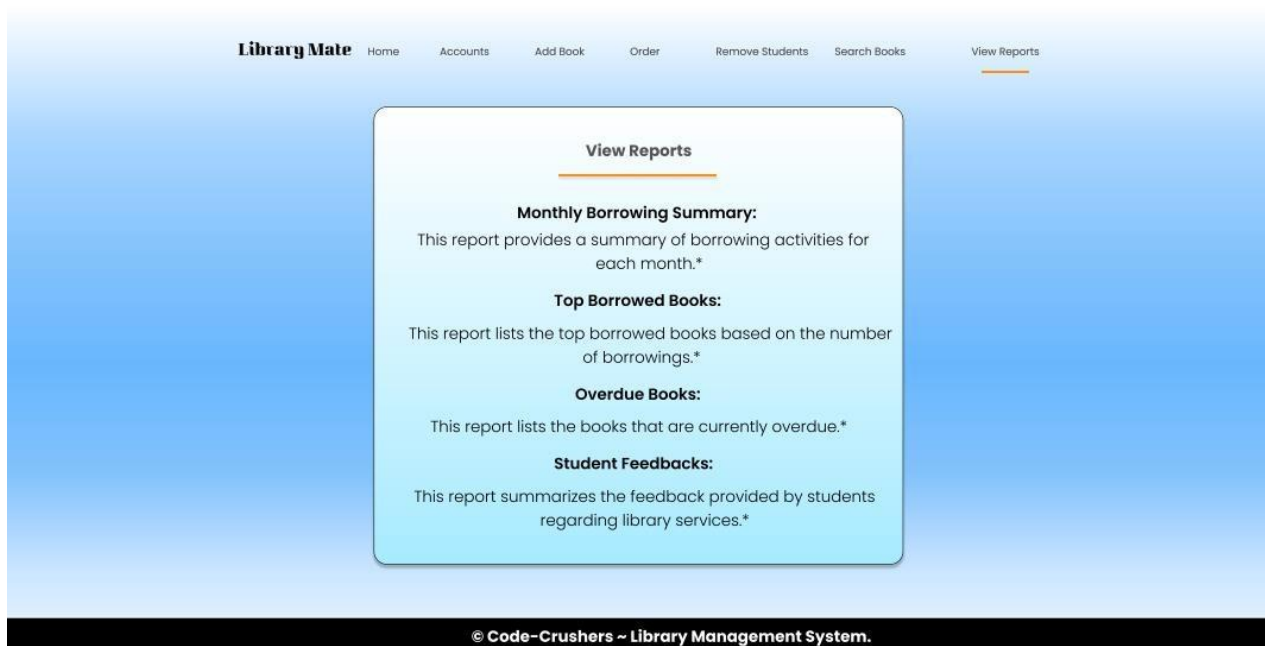 Library Mate Home Accounts Add Book Order Remove Students Search Books View Reports
View Reports
Monthly Borrowing Summary:
This report provides a summary of borrowing activities for
each month.*
Top Borrowed Books:
This report lists the top borrowed books based on the number
of borrowings.*
Overdue Books:
This report lists the books that are currently overdue.*
Student Feedbacks:
This report summarizes the feedback provided by students
regarding library services.*
© Code-Crushers ~ Library Management System.